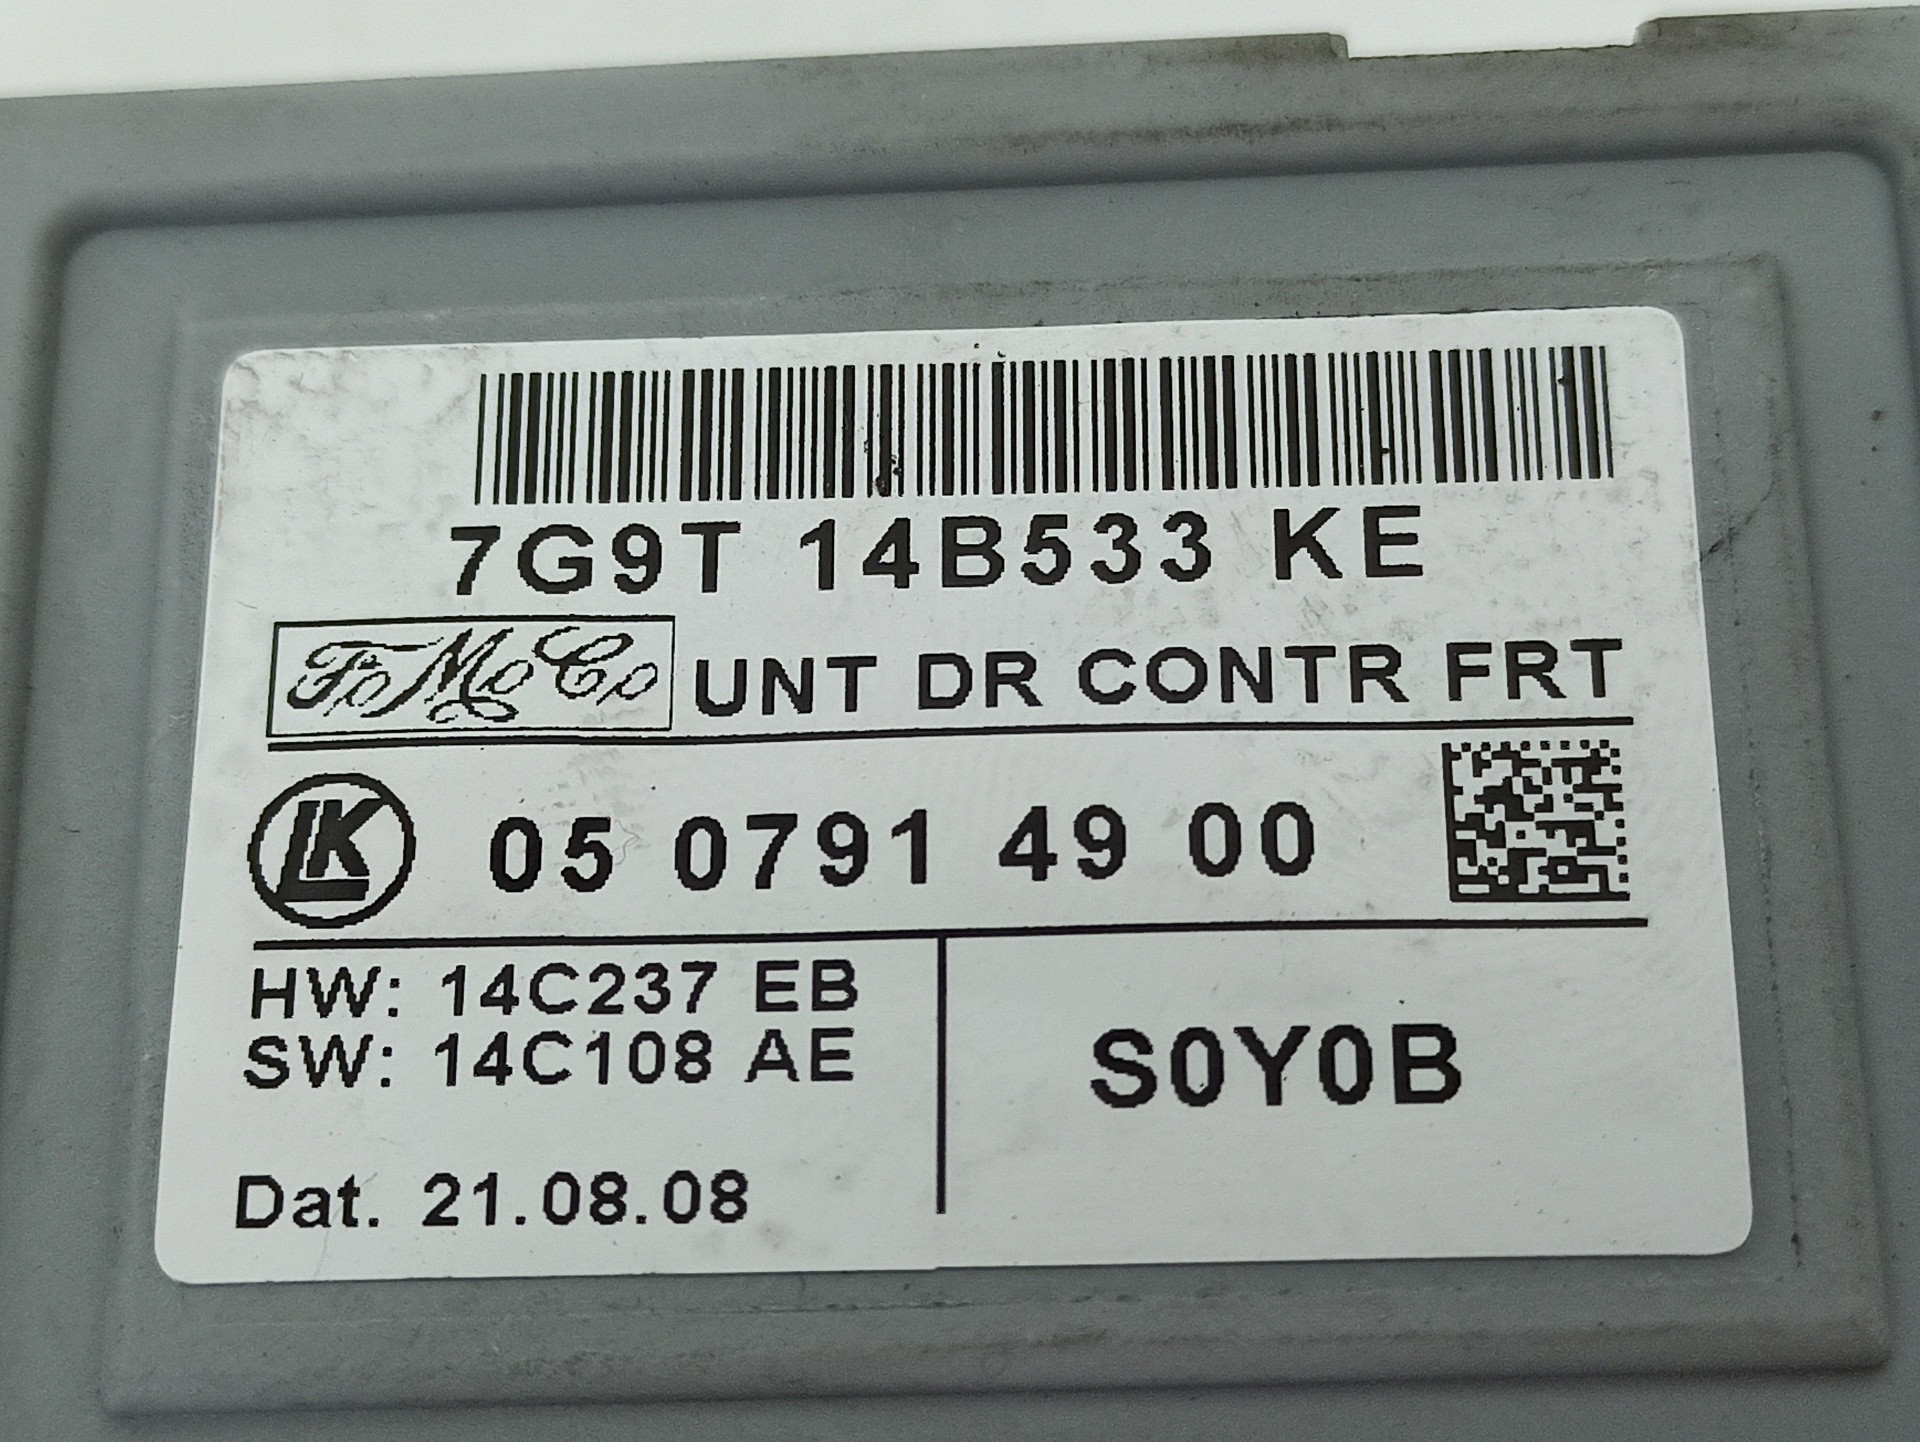 7G9T 14B533 KE
FoMoCo UNT DR CONTR FRT
LK 05 0791 49 00
HW: 14C237 EB
SW: 14C108 AE
S0Y0B
Dat. 21.08.08